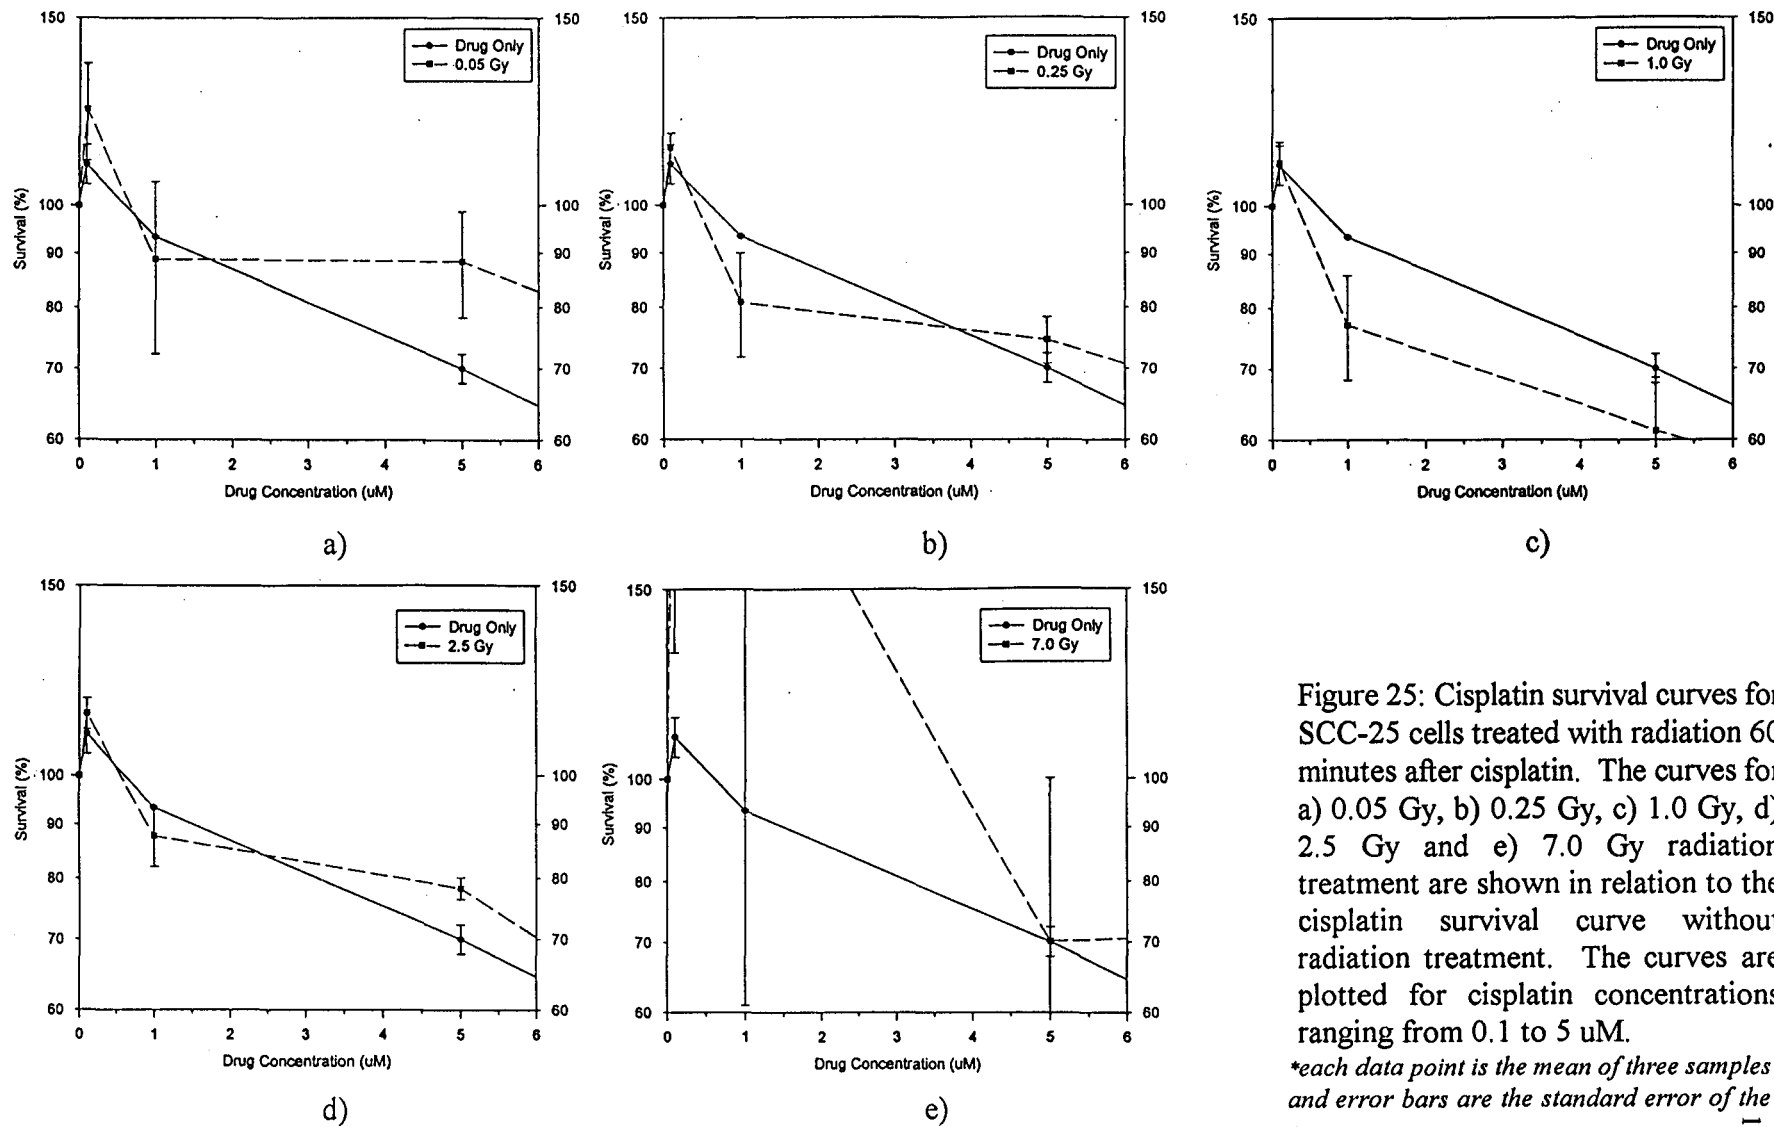 150
150
Drug Only
0.05 Gy
Survival (%)
100
100
90
90
80
80
70
70
60
60
0 1 2 3 4 5 6
Drug Concentration (uM)
a)
150
150
Drug Only
0.25 Gy
Survival (%)
100
100
90
90
80
80
70
70
60
60
0 1 2 3 4 5 6
Drug Concentration (uM)
b)
150
150
Drug Only
1.0 Gy
Survival (%)
100
100
90
90
80
80
70
70
60
60
0 1 2 3 4 5 6
Drug Concentration (uM)
c)
150
150
Drug Only
2.5 Gy
Survival (%)
100
100
90
90
80
80
70
70
60
60
0 1 2 3 4 5 6
Drug Concentration (uM)
d)
150
150
Drug Only
7.0 Gy
Survival (%)
100
100
90
90
80
80
70
70
60
60
0 1 2 3 4 5 6
Drug Concentration (uM)
e)
Figure 25: Cisplatin survival curves for
SCC-25 cells treated with radiation 60
minutes after cisplatin. The curves for
a) 0.05 Gy, b) 0.25 Gy, c) 1.0 Gy, d)
2.5 Gy and e) 7.0 Gy radiation
treatment are shown in relation to the
cisplatin survival curve without
radiation treatment. The curves are
plotted for cisplatin concentrations
ranging from 0.1 to 5 uM.
*each data point is the mean of three samples
and error bars are the standard error of the